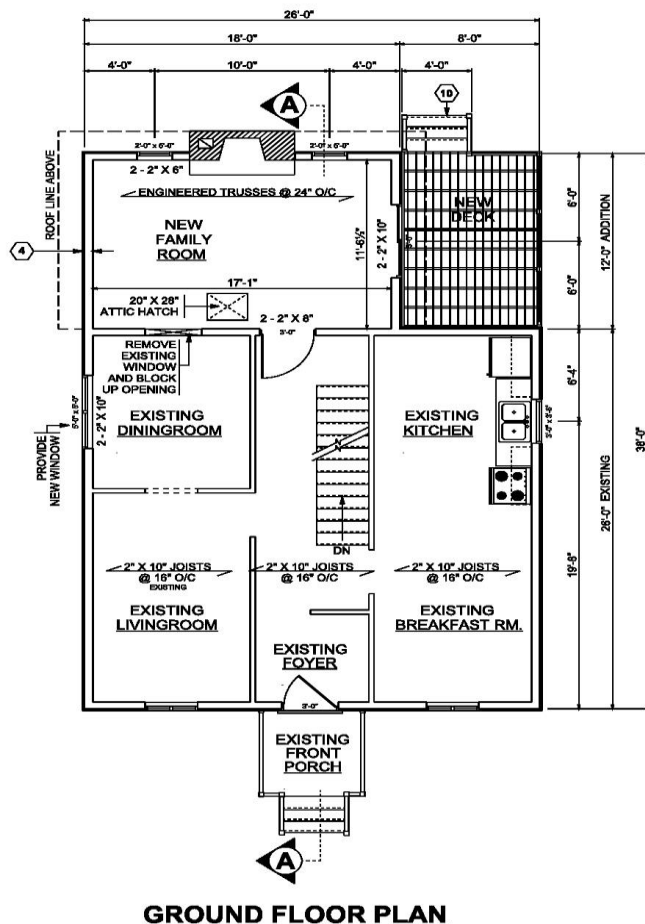 26'-0"
18'-0"
8'-0"
4'-0"
10'-0"
4'-0"
4'-0"
A
10
2'-0" x 6'-0"
2'-0" x 6'-0"
ROOF LINE ABOVE
2 - 2" X 6"
ENGINEERED TRUSSES @ 24" O/C
NEW
FAMILY
ROOM
11'-6½"
2 - 2" X 10"
5'-0"
NEW
DECK
6'-0"
6'-0"
12'-0" ADDITION
4
17'-1"
20" X 28"
ATTIC HATCH
2 - 2" X 8"
3'-0"
REMOVE
EXISTING
WINDOW
AND BLOCK
UP OPENING
EXISTING
DININGROOM
2 - 2" X 10"
PROVIDE
NEW WINDOW
EXISTING
KITCHEN
6'-4"
38'-0"
26'-0" EXISTING
19'-8"
DN
2" X 10" JOISTS
@ 16" O/C
EXISTING
2" X 10" JOISTS
@ 16" O/C
2" X 10" JOISTS
@ 16" O/C
EXISTING
LIVINGROOM
EXISTING
BREAKFAST RM.
EXISTING
FOYER
3'-0"
EXISTING
FRONT
PORCH
A
GROUND FLOOR PLAN